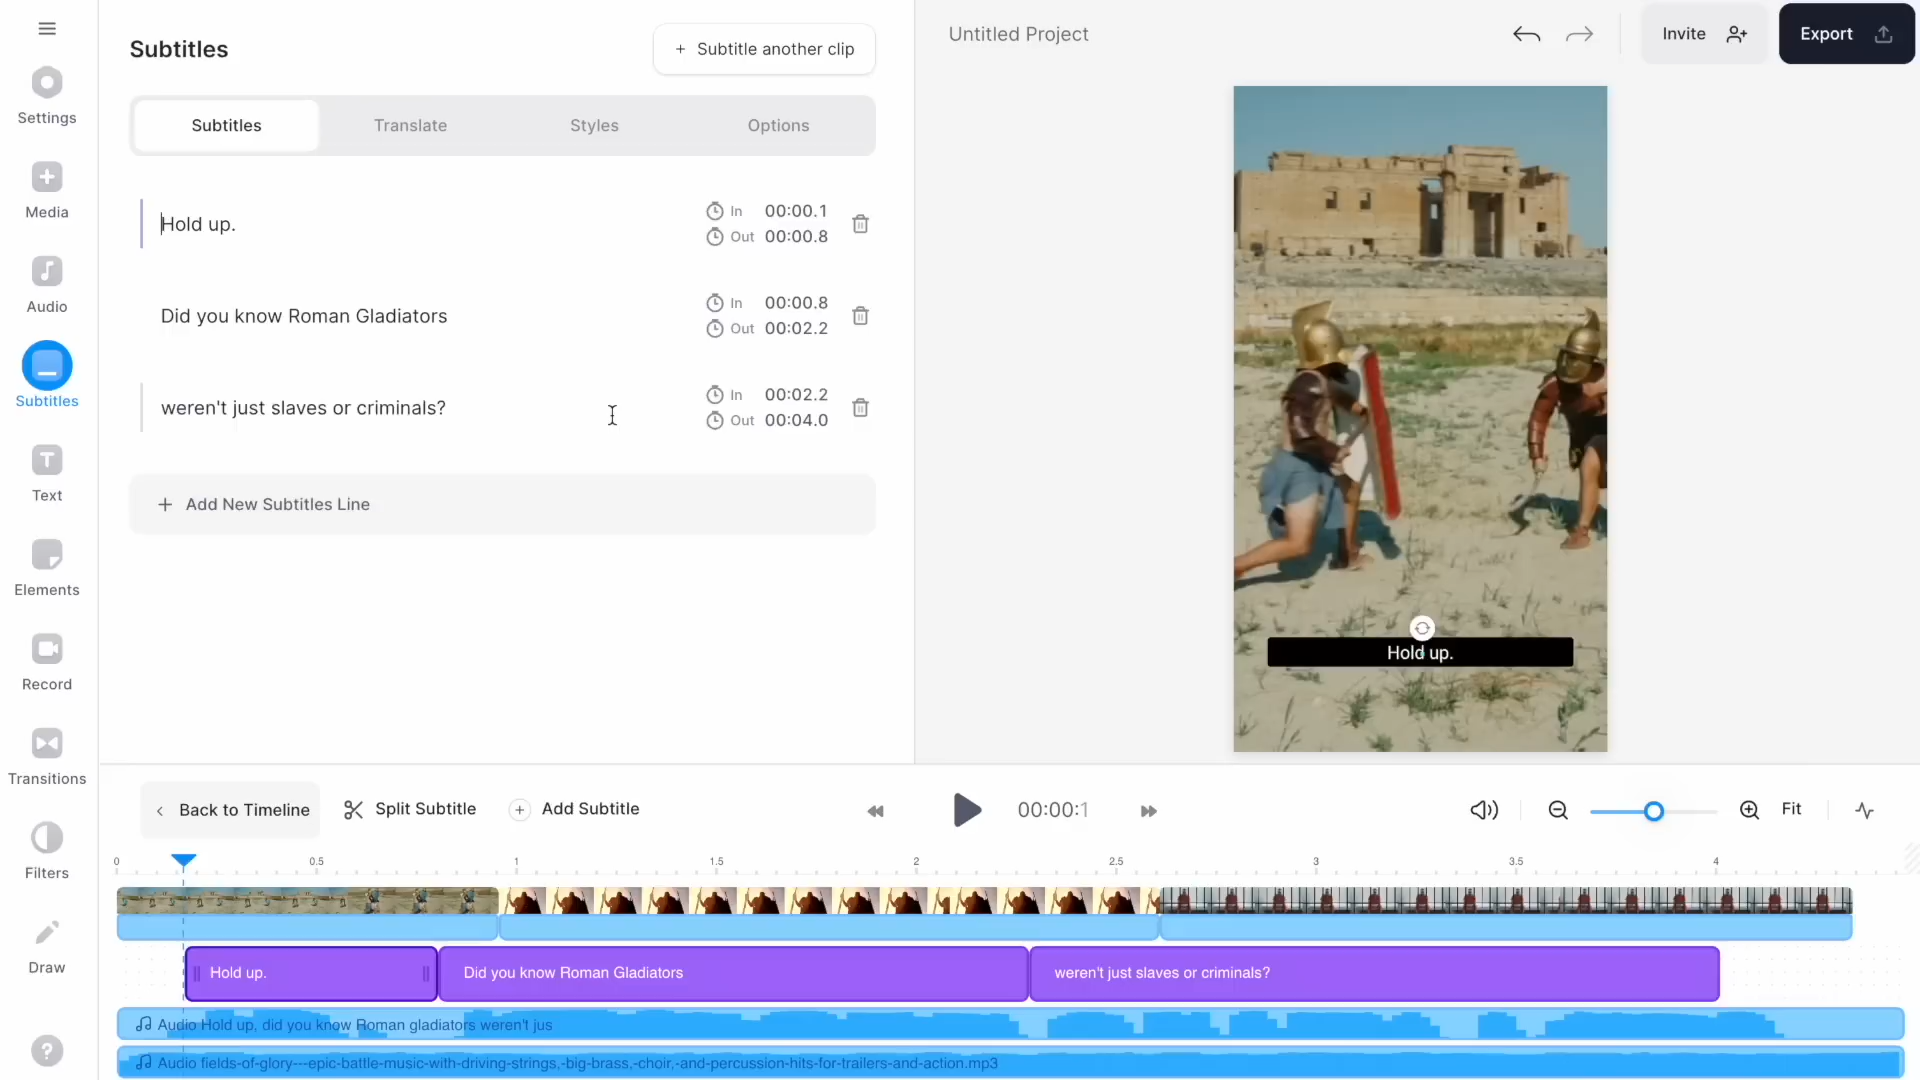 Subtitles
+ Subtitle another clip
Untitled Project
Invite
Export
Settings
Media
Audio
Subtitles
Text
Elements
Record
Transitions
Filters
Draw
?
Subtitles
Translate
Styles
Options
Hold up.
In 00:00.1
Out 00:00.8
Did you know Roman Gladiators
In 00:00.8
Out 00:02.2
weren't just slaves or criminals?
In 00:02.2
Out 00:04.0
+ Add New Subtitles Line
Hold up.
Back to Timeline
Split Subtitle
Add Subtitle
00:00:1
Fit
0 0.5 1 1.5 2 2.5 3 3.5 4
Hold up.
Did you know Roman Gladiators
weren't just slaves or criminals?
Audio Hold up, did you know Roman gladiators weren't jus
Audio fields-of-glory---epic-battle-music-with-driving-strings,-big-brass,-choir,-and-percussion-hits-for-trailers-and-action.mp3